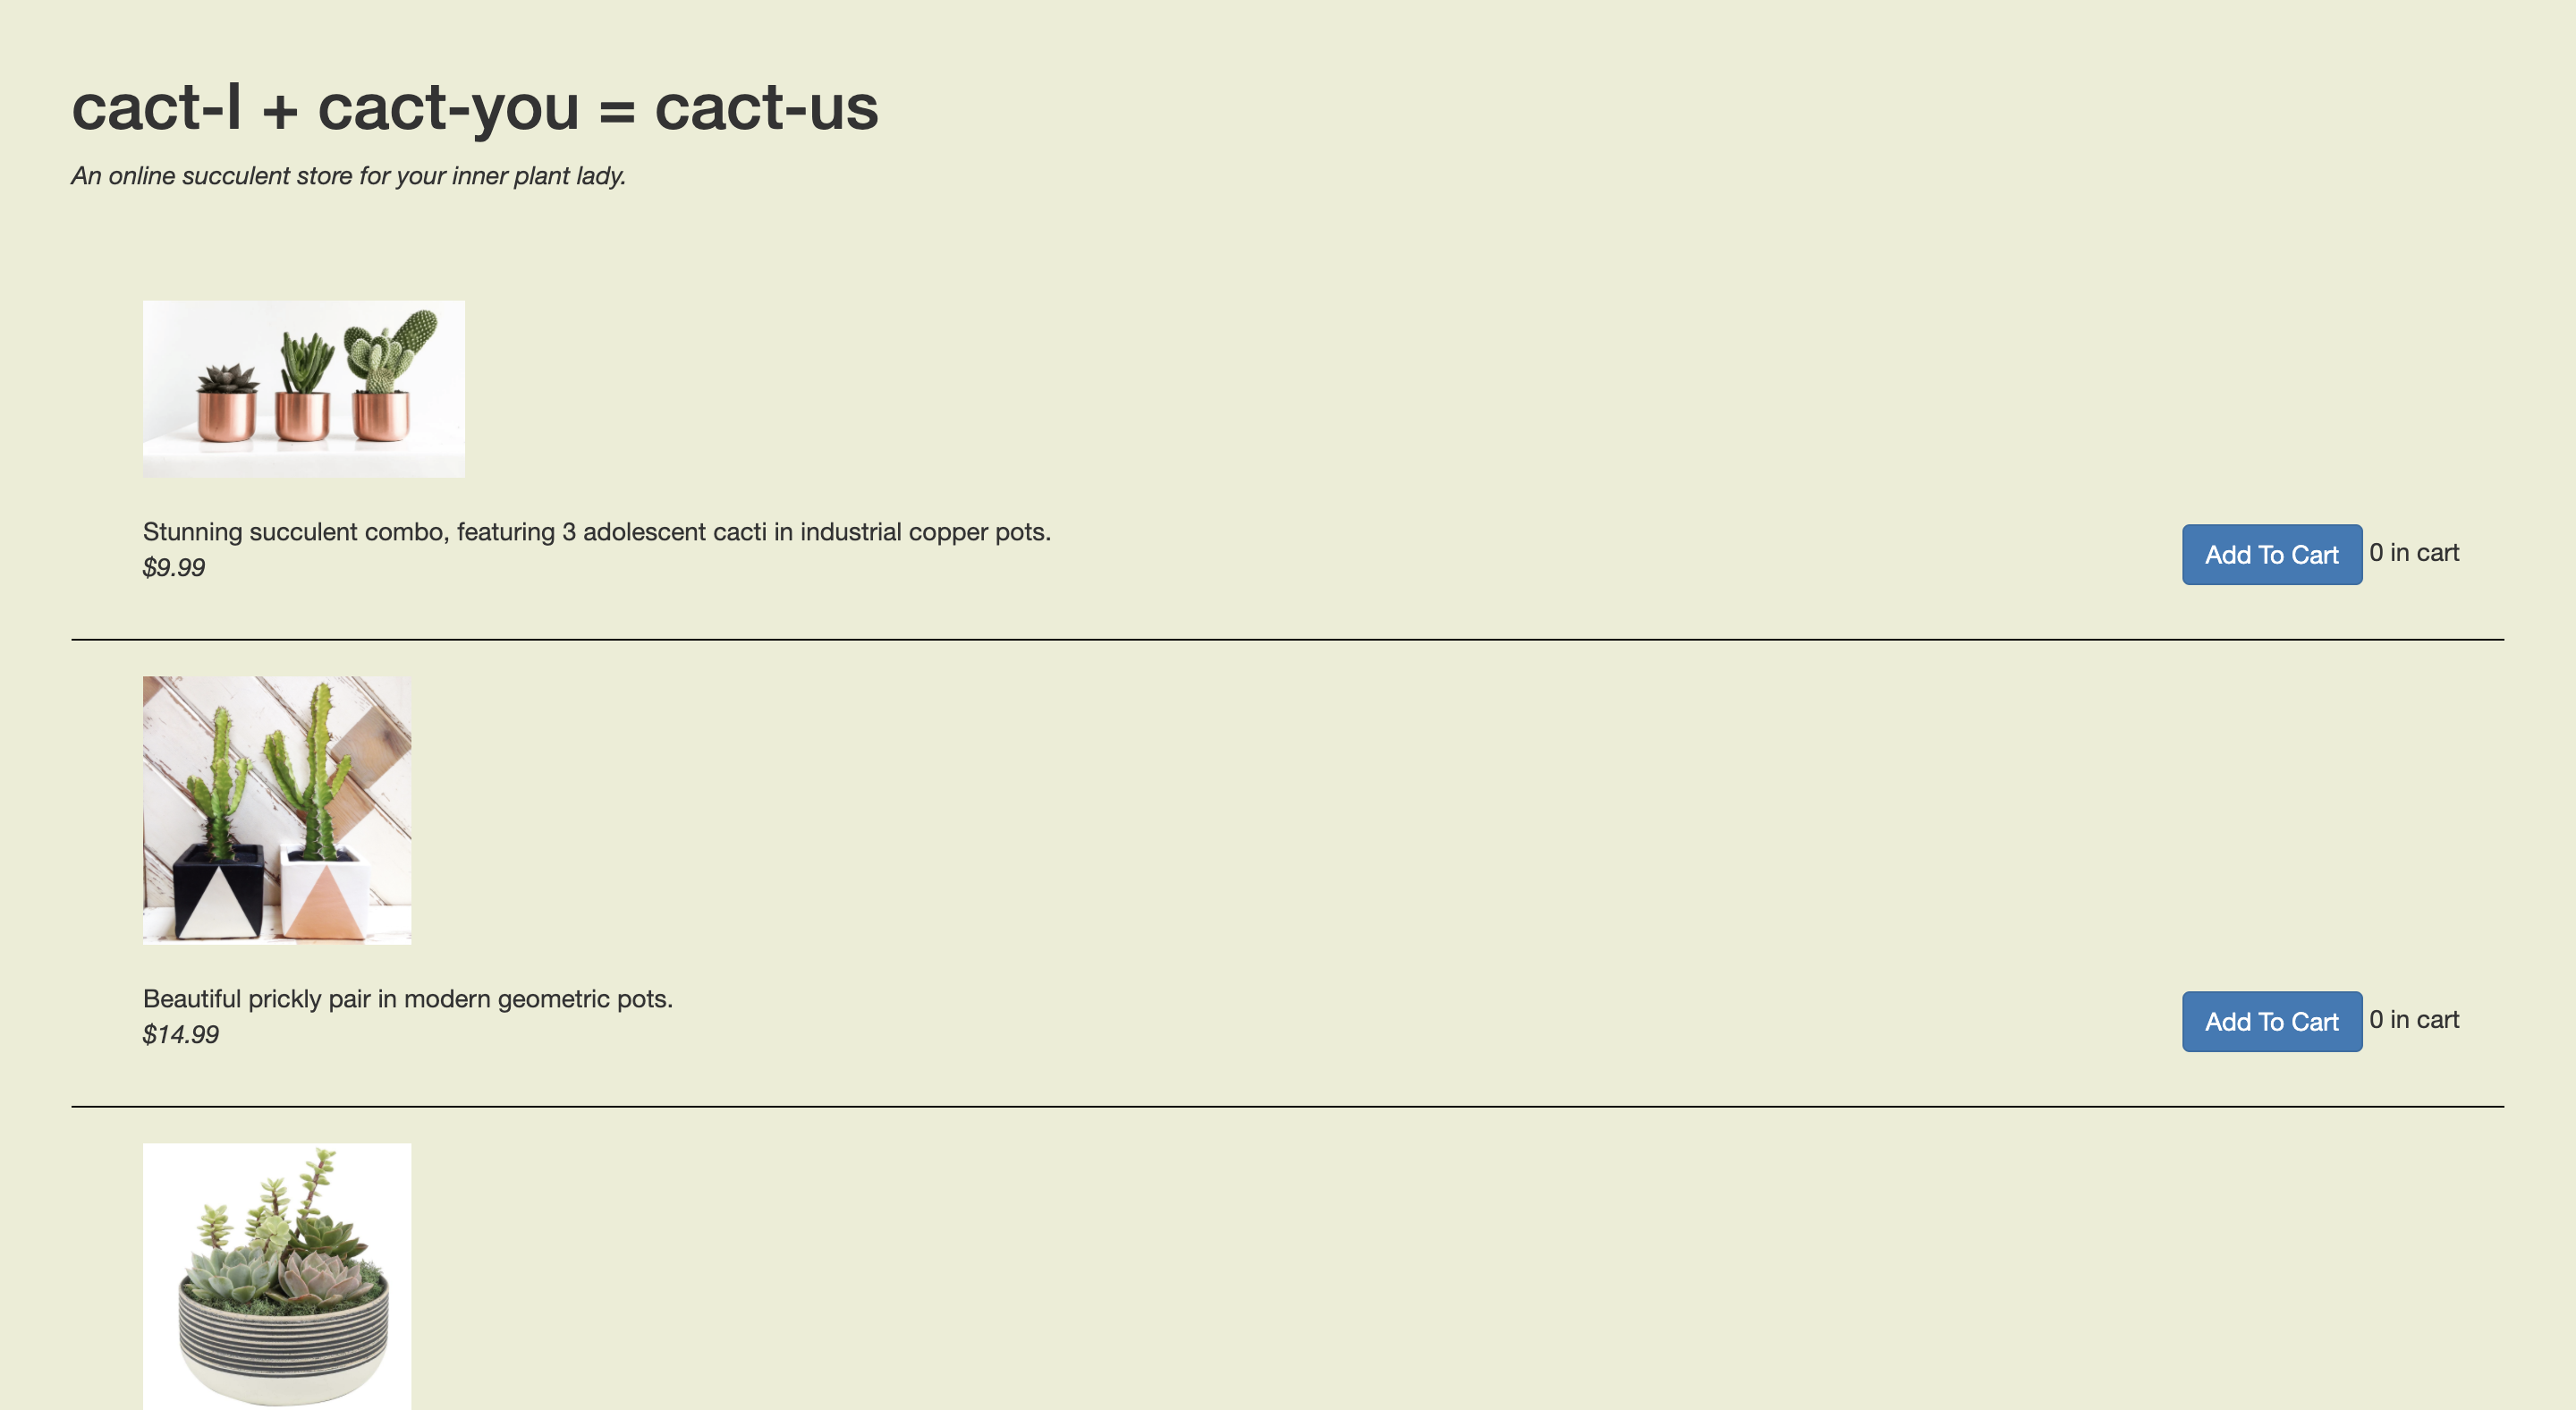 cact-I + cact-you = cact-us
An online succulent store for your inner plant lady.
Stunning succulent combo, featuring 3 adolescent cacti in industrial copper pots.
$9.99
Add To Cart 0 in cart
Beautiful prickly pair in modern geometric pots.
$14.99
Add To Cart 0 in cart